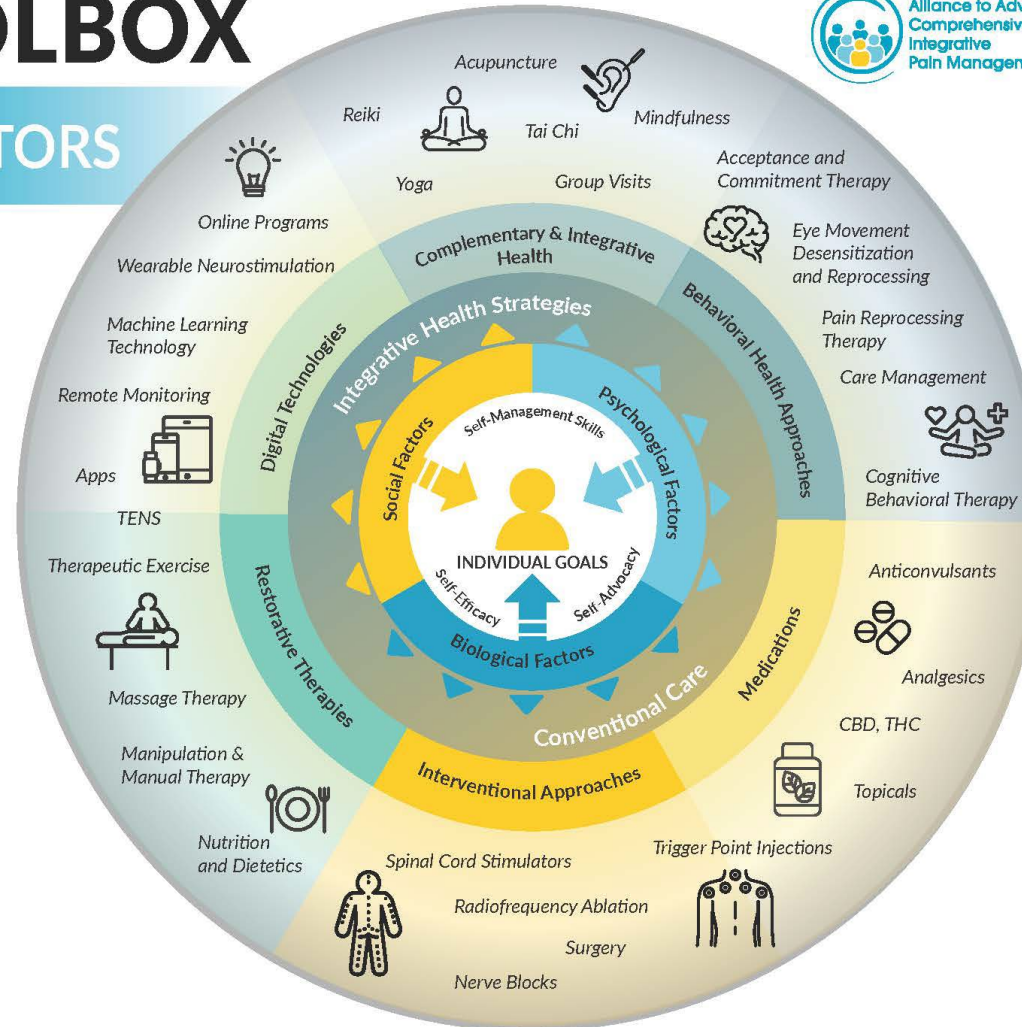 OLBOX
TORS
Alliance to Adv
Comprehensiv
Integrative
Pain Managen
Acupuncture
Reiki
Tai Chi
Mindfulness
Yoga
Group Visits
Acceptance and
Commitment Therapy
Eye Movement
Desensitization
and Reprocessing
Pain Reprocessing
Therapy
Care Management
Cognitive
Behavioral Therapy
Online Programs
Wearable Neurostimulation
Machine Learning
Technology
Remote Monitoring
Apps
TENS
Therapeutic Exercise
Massage Therapy
Manipulation &
Manual Therapy
Nutrition
and Dietetics
Spinal Cord Stimulators
Radiofrequency Ablation
Surgery
Nerve Blocks
Trigger Point Injections
Anticonvulsants
Analgesics
CBD, THC
Topicals
Complementary & Integrative
Health
Behavioral Health Approaches
Digital Technologies
Restorative Therapies
Interventional Approaches
Medications
Integrative Health Strategies
Conventional Care
Social Factors
Psychological Factors
Biological Factors
Self-Management Skills
INDIVIDUAL GOALS
Self-Efficacy
Self-Advocacy